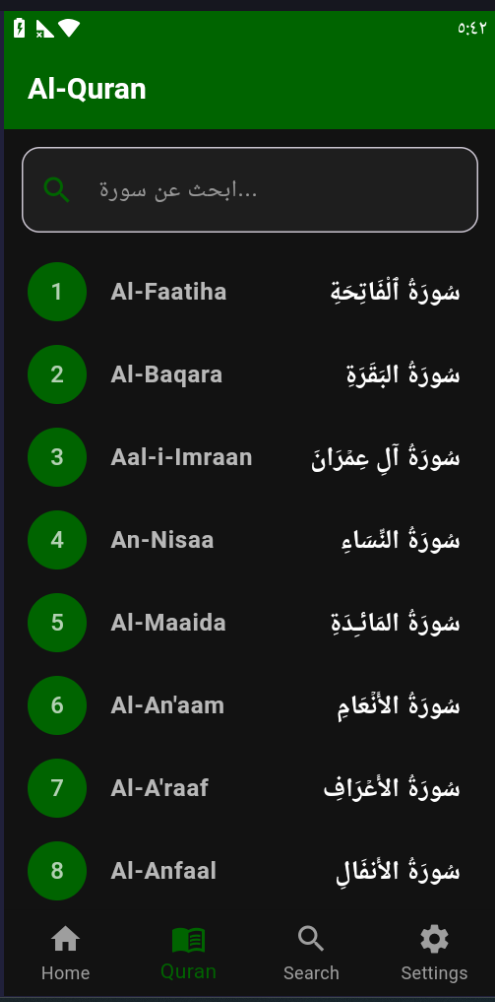 ٥:٤٢
Al-Quran
ابحث عن سورة...
1 Al-Faatiha سُورَةُ ٱلْفَاتِحَةِ
2 Al-Baqara سُورَةُ البَقَرَةِ
3 Aal-i-Imraan سُورَةُ آلِ عِمۡرَانَ
4 An-Nisaa سُورَةُ النِّسَاءِ
5 Al-Maaida سُورَةُ المَائـِدَةِ
6 Al-An'aam سُورَةُ الأَنۡعَامِ
7 Al-A'raaf سُورَةُ الأَعۡرَافِ
8 Al-Anfaal سُورَةُ الأَنفَالِ
Home Quran Search Settings